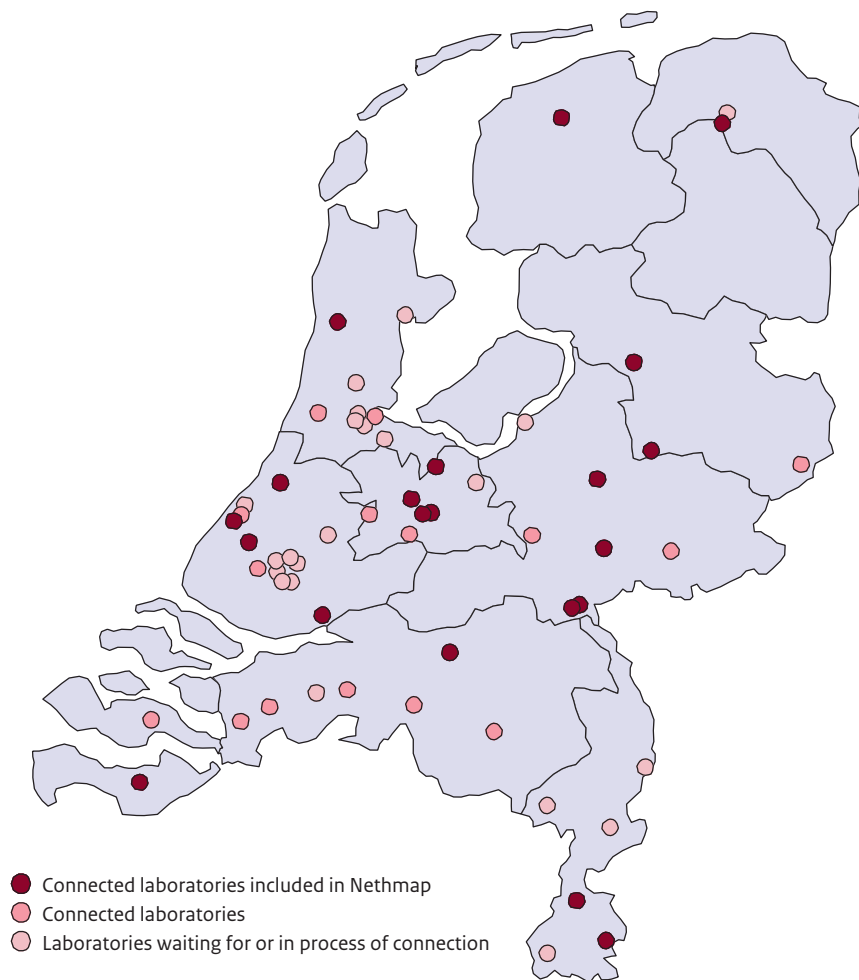 Connected laboratories included in Nethmap
Connected laboratories
Laboratories waiting for or in process of connection